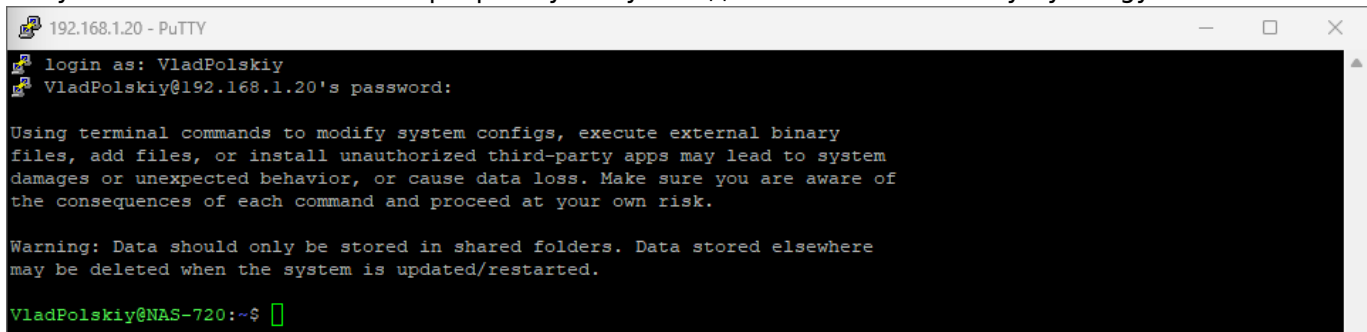 192.168.1.20 - PuTTY
login as: VladPolskiy
VladPolskiy@192.168.1.20's password:
Using terminal commands to modify system configs, execute external binary
files, add files, or install unauthorized third-party apps may lead to system
damages or unexpected behavior, or cause data loss. Make sure you are aware of
the consequences of each command and proceed at your own risk.
Warning: Data should only be stored in shared folders. Data stored elsewhere
may be deleted when the system is updated/restarted.
VladPolskiy@NAS-720:~$